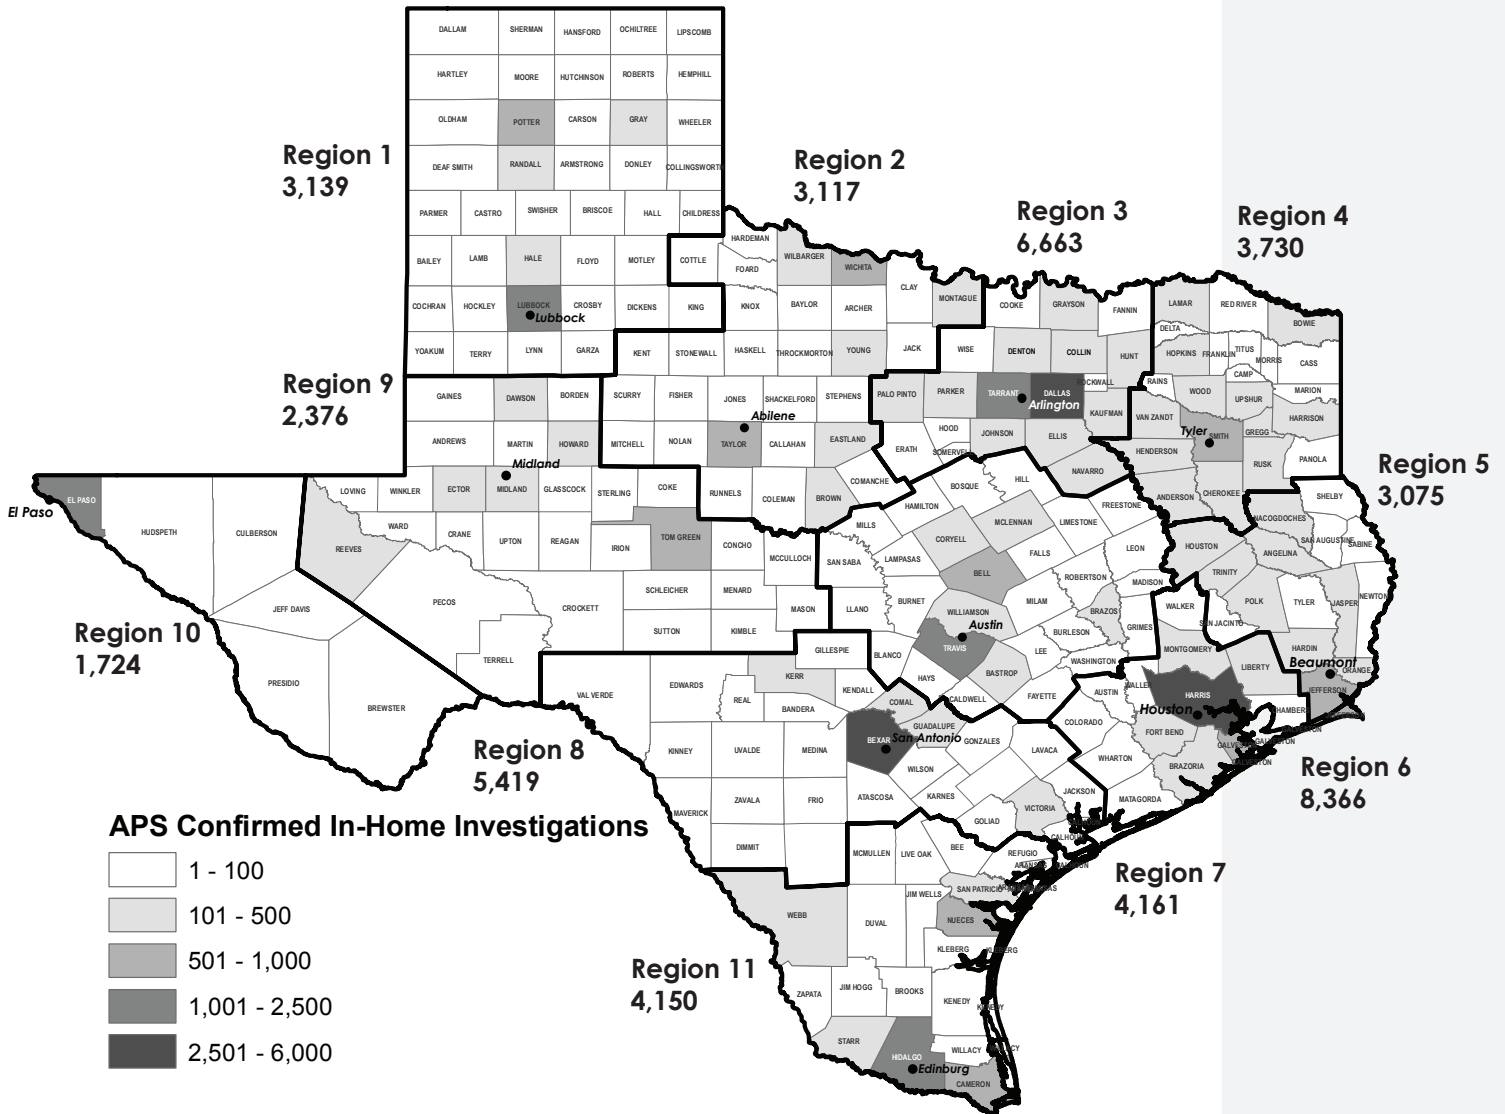 DALLAM SHERMAN HANSFORD OCHILTREE LIPSCOMB
HARTLEY MOORE HUTCHINSON ROBERTS HEMPHILL
OLDHAM POTTER CARSON GRAY WHEELER
DEAF SMITH RANDALL ARMSTRONG DONLEY COLLINGSWORTH
PARMER CASTRO SWISHER BRISCOE HALL CHILDRESS
BAILEY LAMB HALE FLOYD MOTLEY COTTLE
COCHRAN HOCKLEY LUBBOCK CROSBY DICKENS KING
Lubbock
YOAKUM TERRY LYNN GARZA KENT STONEWALL HASKELL THROCKMORTON YOUNG JACK
Region 1
3,139
Region 2
3,117
Region 3
6,663
Region 4
3,730
HARDEMAN
FOARD WILBARGER WICHITA
CLAY MONTAGUE
KNOX BAYLOR ARCHER
COOKE GRAYSON FANNIN
LAMAR RED RIVER BOWIE
DELTA
WISE DENTON COLLIN HUNT
HOPKINS FRANKLIN TITUS MORRIS CASS
CAMP
MARION
ROCKWALL RAINS WOOD UPSHUR
HARRISON
Region 9
2,376
GAINES DAWSON BORDEN SCURRY FISHER JONES SHACKELFORD STEPHENS PALO PINTO PARKER TARRANT DALLAS
Arlington
KAUFMAN VAN ZANDT
Abilene
Tyler
SMITH GREGG
ANDREWS MARTIN HOWARD MITCHELL NOLAN TAYLOR CALLAHAN EASTLAND ERATH HOOD SOMERVELL JOHNSON ELLIS
HENDERSON RUSK PANOLA
Midland
LOVING WINKLER ECTOR MIDLAND GLASSCOCK STERLING COKE RUNNELS COLEMAN BROWN COMANCHE
NAVARRO
ANDERSON CHEROKEE
Region 5
3,075
BOSQUE HILL
HAMILTON
FREESTONE
SHELBY
NACOGDOCHES
EL PASO
El Paso
HUDSPETH CULBERSON
WARD CRANE UPTON REAGAN IRION TOM GREEN CONCHO
MCCULLOCH
MILLS
SAN SABA LAMPASAS CORYELL MCLENNAN LIMESTONE
FALLS LEON
HOUSTON ANGELINA SAN AUGUSTINE SABINE
REEVES
PECOS
BELL ROBERTSON MADISON TRINITY
JEFF DAVIS
CROCKETT SCHLEICHER MENARD
MASON LLANO BURNET WILLIAMSON MILAM BRAZOS
GRIMES WALKER SAN JACINTO POLK TYLER JASPER NEWTON
Region 10
1,724
TERRELL
SUTTON KIMBLE
GILLESPIE
BLANCO TRAVIS
Austin
BURLESON
LEE
WASHINGTON
MONTGOMERY LIBERTY HARDIN
Beaumont
ORANGE
JEFFERSON
JEFFERSON
PRESIDIO BREWSTER
VAL VERDE EDWARDS REAL KERR
BANDERA KENDALL
HAYS BASTROP
CALDWELL FAYETTE
COMAL
AUSTIN WALLER HARRIS
Houston
CHAMBERS
FORT BEND
COLORADO
GALVESTON
GALVESTON
GALVESTON
GALVESTON
KINNEY UVALDE MEDINA BEXAR
San Antonio
GUADALUPE
GONZALES
LAVACA
WHARTON BRAZORIA
WILSON
Region 8
5,419
Region 6
8,366
MAVERICK ZAVALA FRIO ATASCOSA KARNES
JACKSON MATAGORDA
VICTORIA
GOLIAD
CALHOUN
CALHOUN
CALHOUN
DIMMIT
MCMULLEN LIVE OAK BEE
REFUGIO
ARANSAS
Region 7
4,161
WEBB DUVAL JIM WELLS SAN PATRICIO
NUECES
KLEBERG
KLEBERG
Region 11
4,150
ZAPATA JIM HOGG BROOKS
KENEDY
KENEDY
STARR HIDALGO
WILLACY
WILLACY
Edinburg
CAMERON
APS Confirmed In-Home Investigations
1 - 100
101 - 500
501 - 1,000
1,001 - 2,500
2,501 - 6,000